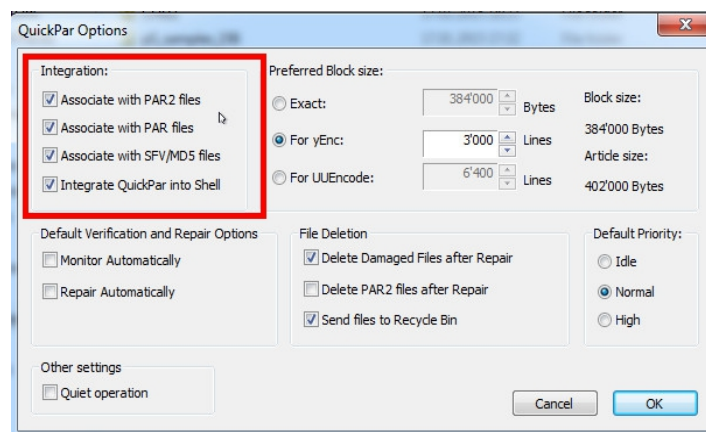 QuickPar Options
Integration:
Associate with PAR2 files
Associate with PAR files
Associate with SFV/MD5 files
Integrate QuickPar into Shell
Preferred Block size:
Exact:
384'000
Bytes
For yEnc:
3'000
Lines
For UUEncode:
6'400
Lines
Block size:
384'000 Bytes
Article size:
402'000 Bytes
Default Verification and Repair Options
Monitor Automatically
Repair Automatically
File Deletion
Delete Damaged Files after Repair
Delete PAR2 files after Repair
Send files to Recycle Bin
Default Priority:
Idle
Normal
High
Other settings
Quiet operation
Cancel
OK